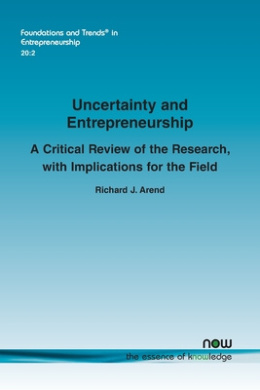 Foundations and Trends® in
Entrepreneurship
20:2
Uncertainty and
Entrepreneurship
A Critical Review of the Research,
with Implications for the Field
Richard J. Arend
now
the essence of knowledge